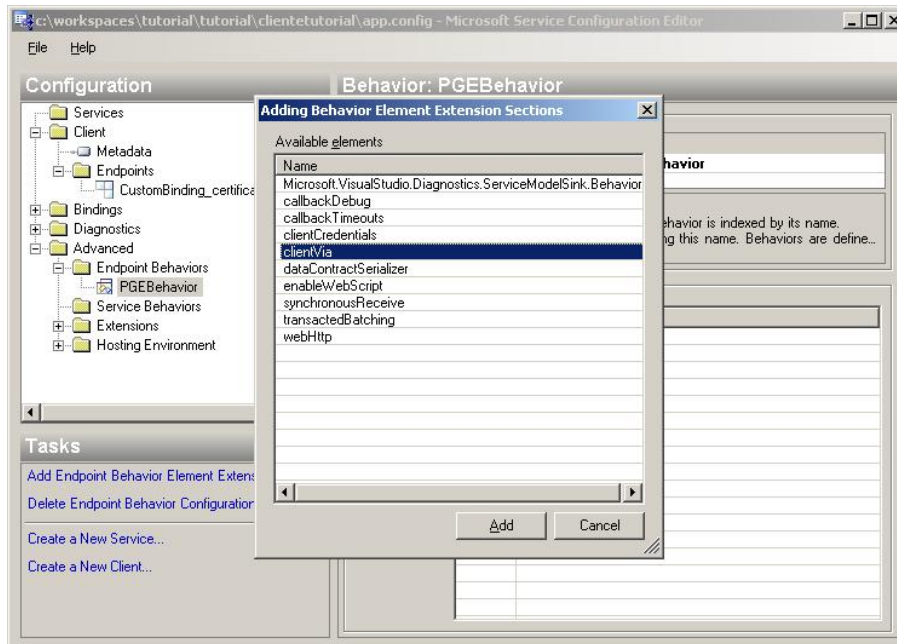 c:\workspaces\tutorial\tutorial\clientetutorial\app.config - Microsoft Service Configuration Editor
File Help
Configuration
Services
Client
Metadata
Endpoints
CustomBinding_certifica
Bindings
Diagnostics
Advanced
Endpoint Behaviors
PGEBehavior
Service Behaviors
Extensions
Hosting Environment
Tasks
Add Endpoint Behavior Element Extens
Delete Endpoint Behavior Configuration
Create a New Service...
Create a New Client...
Behavior: PGEBehavior
havior
ehavior is indexed by its name.
ng this name. Behaviors are define...
Adding Behavior Element Extension Sections
Available elements
Name
Microsoft.VisualStudio.Diagnostics.ServiceModelSink.Behavior
callbackDebug
callbackTimeouts
clientCredentials
clientVia
dataContractSerializer
enableWebScript
synchronousReceive
transactedBatching
webHttp
Add Cancel